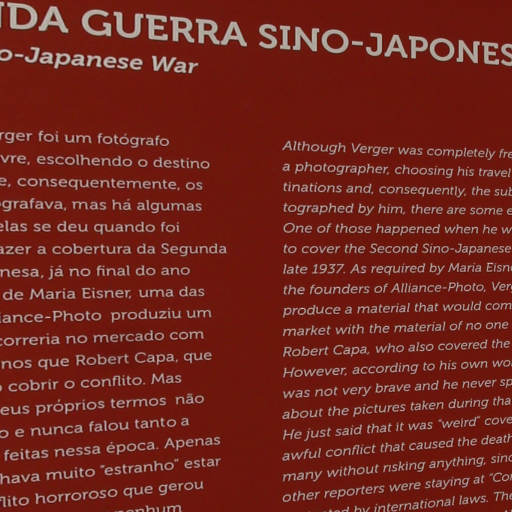 NDA GUERRA SINO-JAPONES
o-Japanese War
rger foi um fotógrafo
vre, escolhendo o destino
e, consequentemente, os
grafava, mas há algumas
elas se deu quando foi
azer a cobertura da Segunda
nesa, já no final do ano
de Maria Eisner, uma das
iance-Photo produziu um
correria no mercado com
nos que Robert Capa, que
cobrir o conflito. Mas
eus próprios termos não
o e nunca falou tanto a
feitas nessa época. Apenas
hava muito "estranho" estar
flito horroroso que gerou
nenhum
Although Verger was completely fre
a photographer, choosing his travel
tinations and, consequently, the sub
tographed by him, there are some e
One of those happened when he w
to cover the Second Sino-Japanese
late 1937. As required by Maria Eisn
the founders of Alliance-Photo, Ver
produce a material that would com
market with the material of no one
Robert Capa, who also covered the
However, according to his own wo
was not very brave and he never sp
about the pictures taken during tha
He just said that it was "weird" cove
awful conflict that caused the death
many without risking anything, sinc
other reporters were staying at "Co
by international laws. The